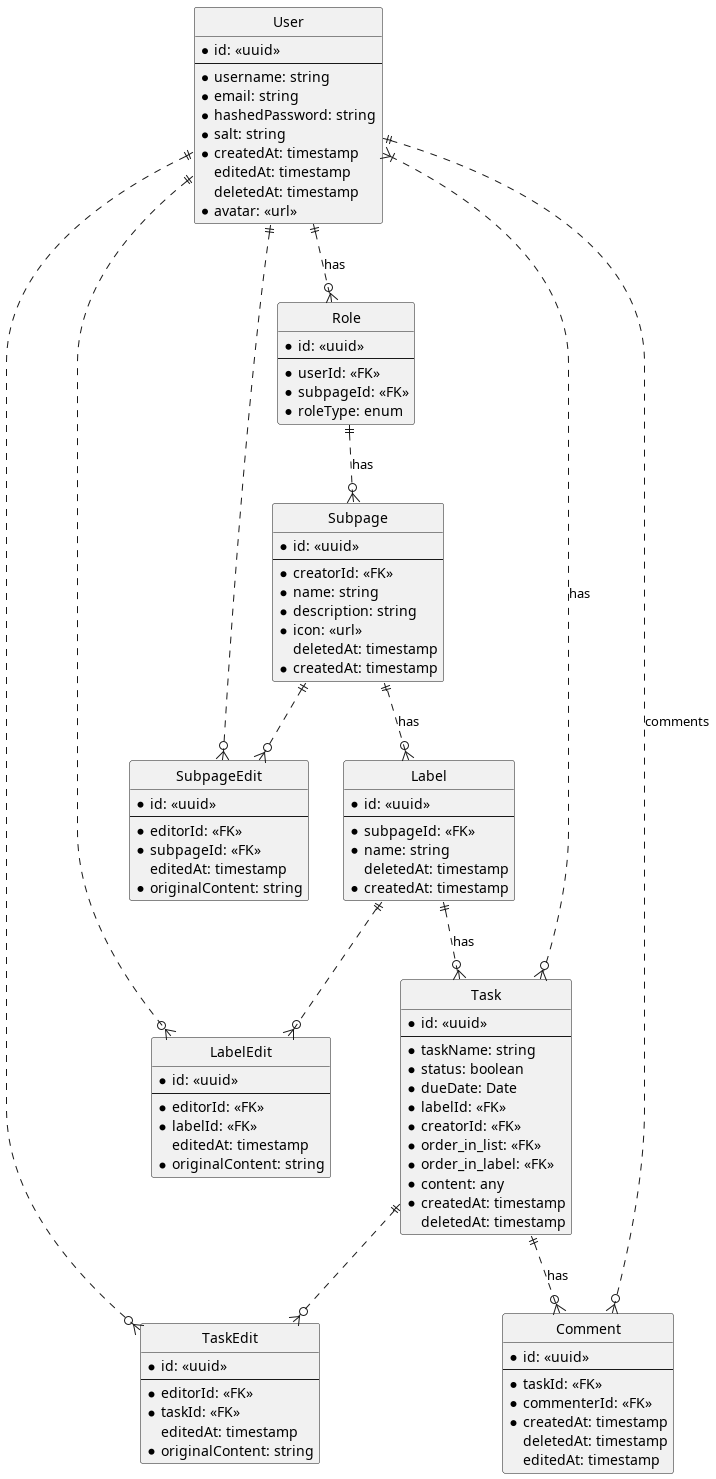 User
id: «uuid»
username: string
email: string
hashedPassword: string
salt: string
createdAt: timestamp
editedAt: timestamp
deletedAt: timestamp
avatar: «url»
has
Role
id: «uuid»
userId: «FK»
subpageId: «FK»
roleType: enum
has
Subpage
id: «uuid»
creatorId: «FK»
name: string
description: string
icon: «url»
deletedAt: timestamp
createdAt: timestamp
has
has
comments
SubpageEdit
id: «uuid»
editorId: «FK»
subpageId: «FK»
editedAt: timestamp
originalContent: string
Label
id: «uuid»
subpageId: «FK»
name: string
deletedAt: timestamp
createdAt: timestamp
has
Task
id: «uuid»
taskName: string
status: boolean
dueDate: Date
labelId: «FK»
creatorId: «FK»
order_in_list: «FK»
order_in_label: «FK»
content: any
createdAt: timestamp
deletedAt: timestamp
LabelEdit
id: «uuid»
editorId: «FK»
labelId: «FK»
editedAt: timestamp
originalContent: string
has
TaskEdit
id: «uuid»
editorId: «FK»
taskId: «FK»
editedAt: timestamp
originalContent: string
Comment
id: «uuid»
taskId: «FK»
commenterId: «FK»
createdAt: timestamp
deletedAt: timestamp
editedAt: timestamp